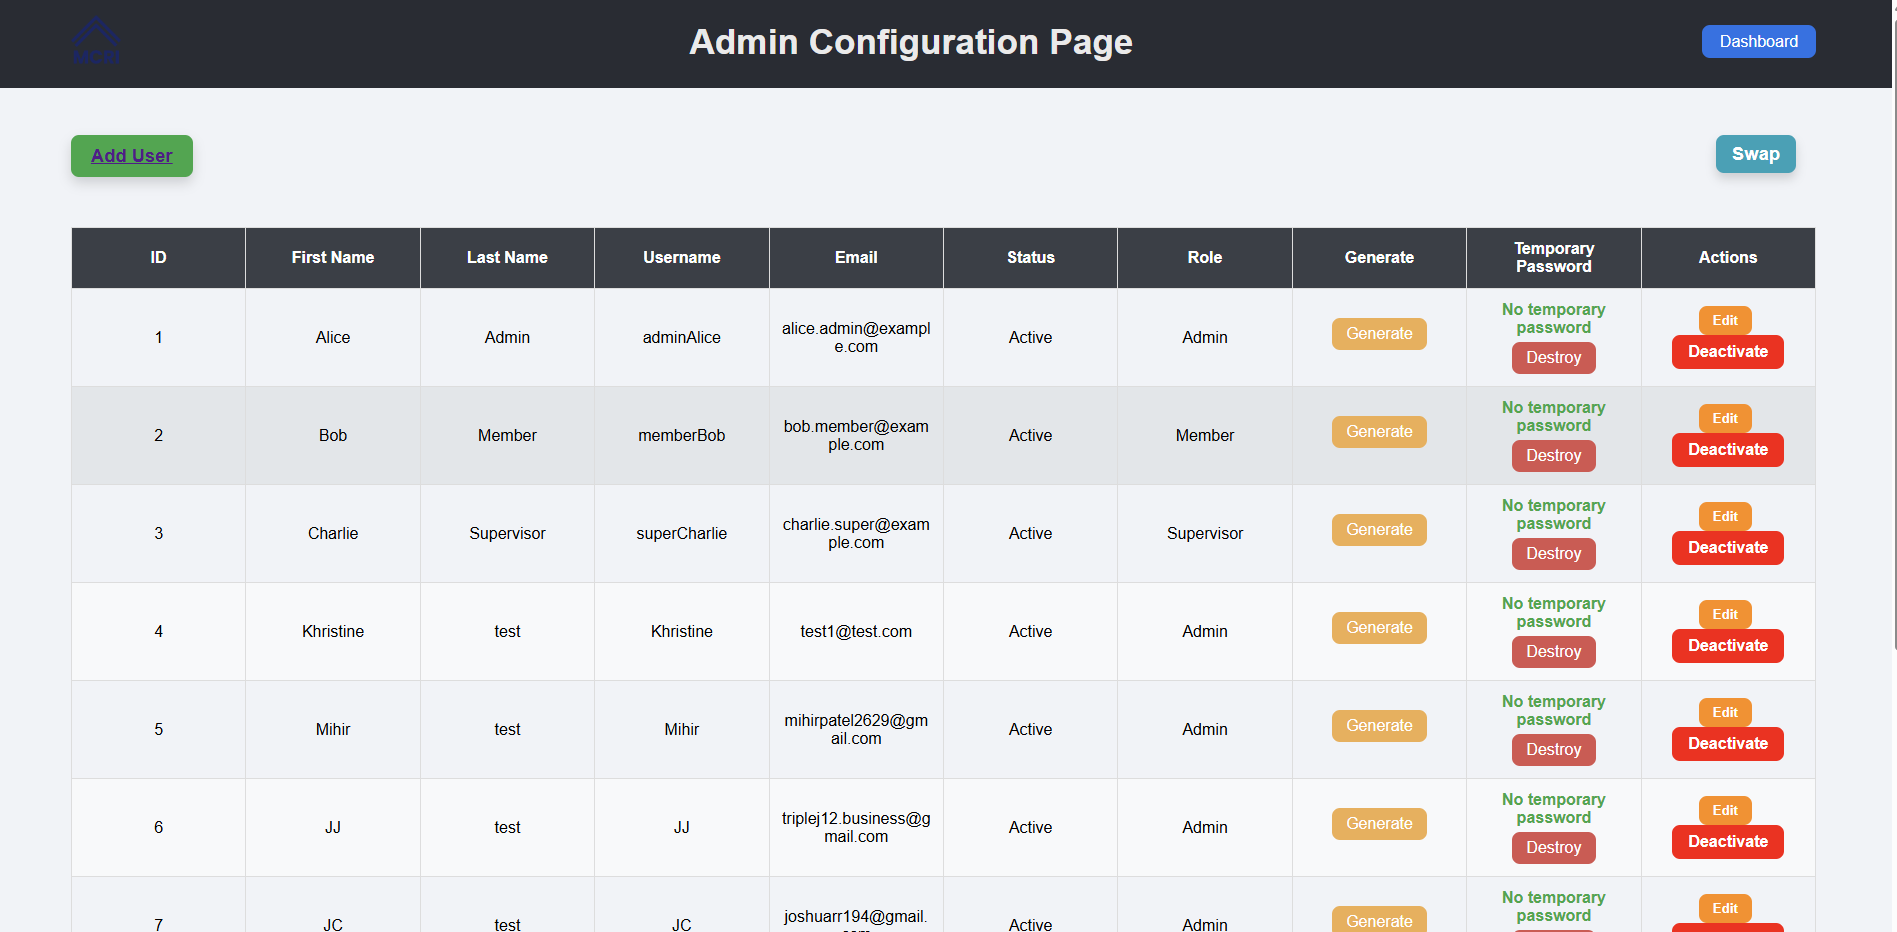 MCRI
Admin Configuration Page
Dashboard
Add User
Swap
ID First Name Last Name Username Email Status Role Generate Temporary Password Actions
1 Alice Admin adminAlice alice.admin@example.com Active Admin Generate No temporary password Destroy Edit Deactivate
2 Bob Member memberBob bob.member@example.com Active Member Generate No temporary password Destroy Edit Deactivate
3 Charlie Supervisor superCharlie charlie.super@example.com Active Supervisor Generate No temporary password Destroy Edit Deactivate
4 Khristine test Khristine test1@test.com Active Admin Generate No temporary password Destroy Edit Deactivate
5 Mihir test Mihir mihirpatel2629@gmail.com Active Admin Generate No temporary password Destroy Edit Deactivate
6 JJ test JJ triplej12.business@gmail.com Active Admin Generate No temporary password Destroy Edit Deactivate
7 JC test JC joshuarr194@gmail. Active Admin Generate No temporary password Edit